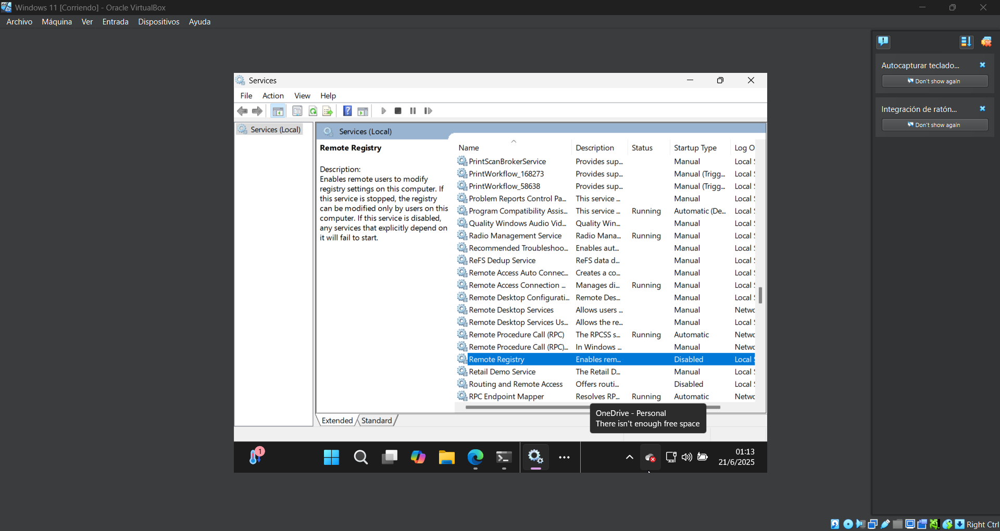 Windows 11 [Corriendo] - Oracle VirtualBox
Archivo Máquina Ver Entrada Dispositivos Ayuda
Autocapturar teclado...
Don't show again
Integración de ratón...
Don't show again
Services
File Action View Help
Services (Local)
Services (Local)
Remote Registry
Description:
Enables remote users to modify
registry settings on this computer. If
this service is stopped, the registry
can be modified only by users on this
computer. If this service is disabled,
any services that explicitly depend on
it will fail to start.
Name Description Status Startup Type Log O
PrintScanBrokerService Provides sup... Manual Local
PrintWorkflow_168273 Provides sup... Manual (Trigg... Local
PrintWorkflow_58638 Provides sup... Manual (Trigg... Local
Problem Reports Control Pa... This service ... Manual Local
Program Compatibility Assis... This service ... Running Automatic (De... Local
Quality Windows Audio Vid... Quality Win... Manual Local
Radio Management Service Radio Mana... Running Manual Local
Recommended Troubleshoo... Enables aut... Manual Local
ReFS Dedup Service ReFS data d... Manual Local
Remote Access Auto Connec... Creates a co... Manual Local
Remote Access Connection ... Manages di... Running Manual Local
Remote Desktop Configurati... Remote Des... Manual Local
Remote Desktop Services Allows users ... Manual Netwo
Remote Desktop Services Us... Allows the re... Manual Local
Remote Procedure Call (RPC) The RPCSS s... Running Automatic Netwo
Remote Procedure Call (RPC)... In Windows ... Manual Netwo
Remote Registry Enables rem... Disabled Local
Retail Demo Service The Retail D... Manual Local
Routing and Remote Access Offers routi... Disabled Local
RPC Endpoint Mapper Resolves RP... Running Automatic Netwo
Extended Standard
OneDrive - Personal
There isn't enough free space
1
01:13
21/6/2025
Right Ctrl